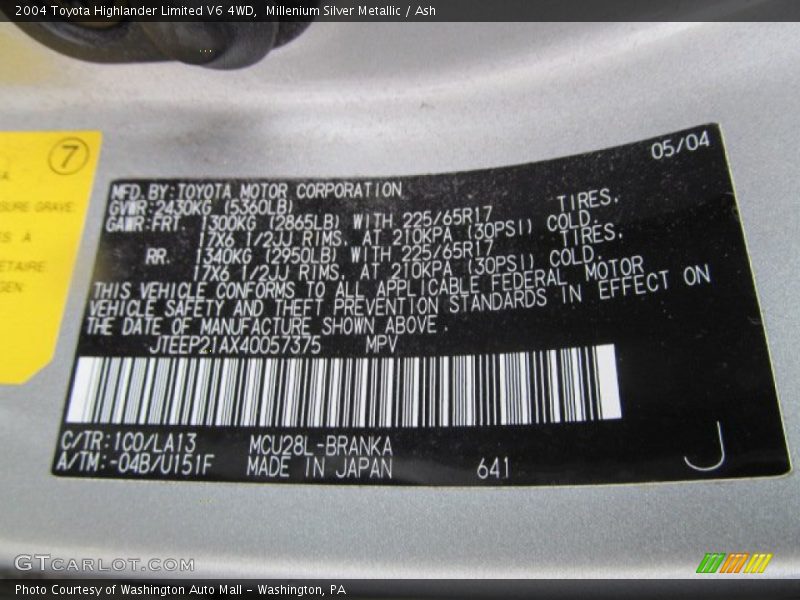 2004 Toyota Highlander Limited V6 4WD, Millenium Silver Metallic / Ash
7
SURE GRAVE
S À
ÉTAIRE
GEN
05/04
MFD. BY: TOYOTA MOTOR CORPORATION
GVWR: 2430KG (5360LB)
GAWR: FRT. 1300KG (2865LB) WITH 225/65R17 TIRES,
17X6 1/2JJ RIMS, AT 210KPA (30PSI) COLD.
RR. 1340KG (2950LB) WITH 225/65R17 TIRES,
17X6 1/2JJ RIMS, AT 210KPA (30PSI) COLD.
THIS VEHICLE CONFORMS TO ALL APPLICABLE FEDERAL MOTOR
VEHICLE SAFETY AND THEFT PREVENTION STANDARDS IN EFFECT ON
THE DATE OF MANUFACTURE SHOWN ABOVE.
JTEEP21AX40057375 MPV
C/TR: 1C0/LA13 MCU28L-BRANKA
A/TM: -04B/U151F MADE IN JAPAN 641
J
GTCARLOT.COM
Photo Courtesy of Washington Auto Mall - Washington, PA